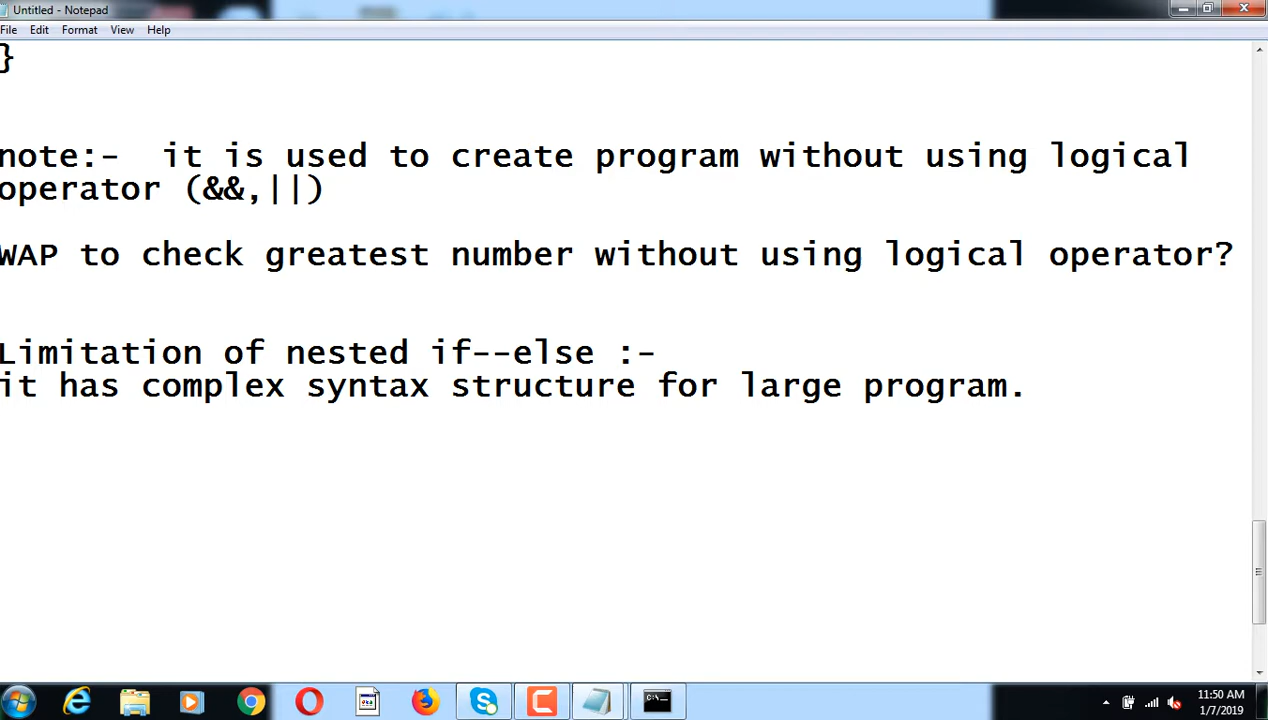 Untitled - Notepad
File Edit Format View Help
}
note:-  it is used to create program without using logical
operator (&&,||)
WAP to check greatest number without using logical operator?
Limitation of nested if--else :-
it has complex syntax structure for large program.
11:50 AM
1/7/2019